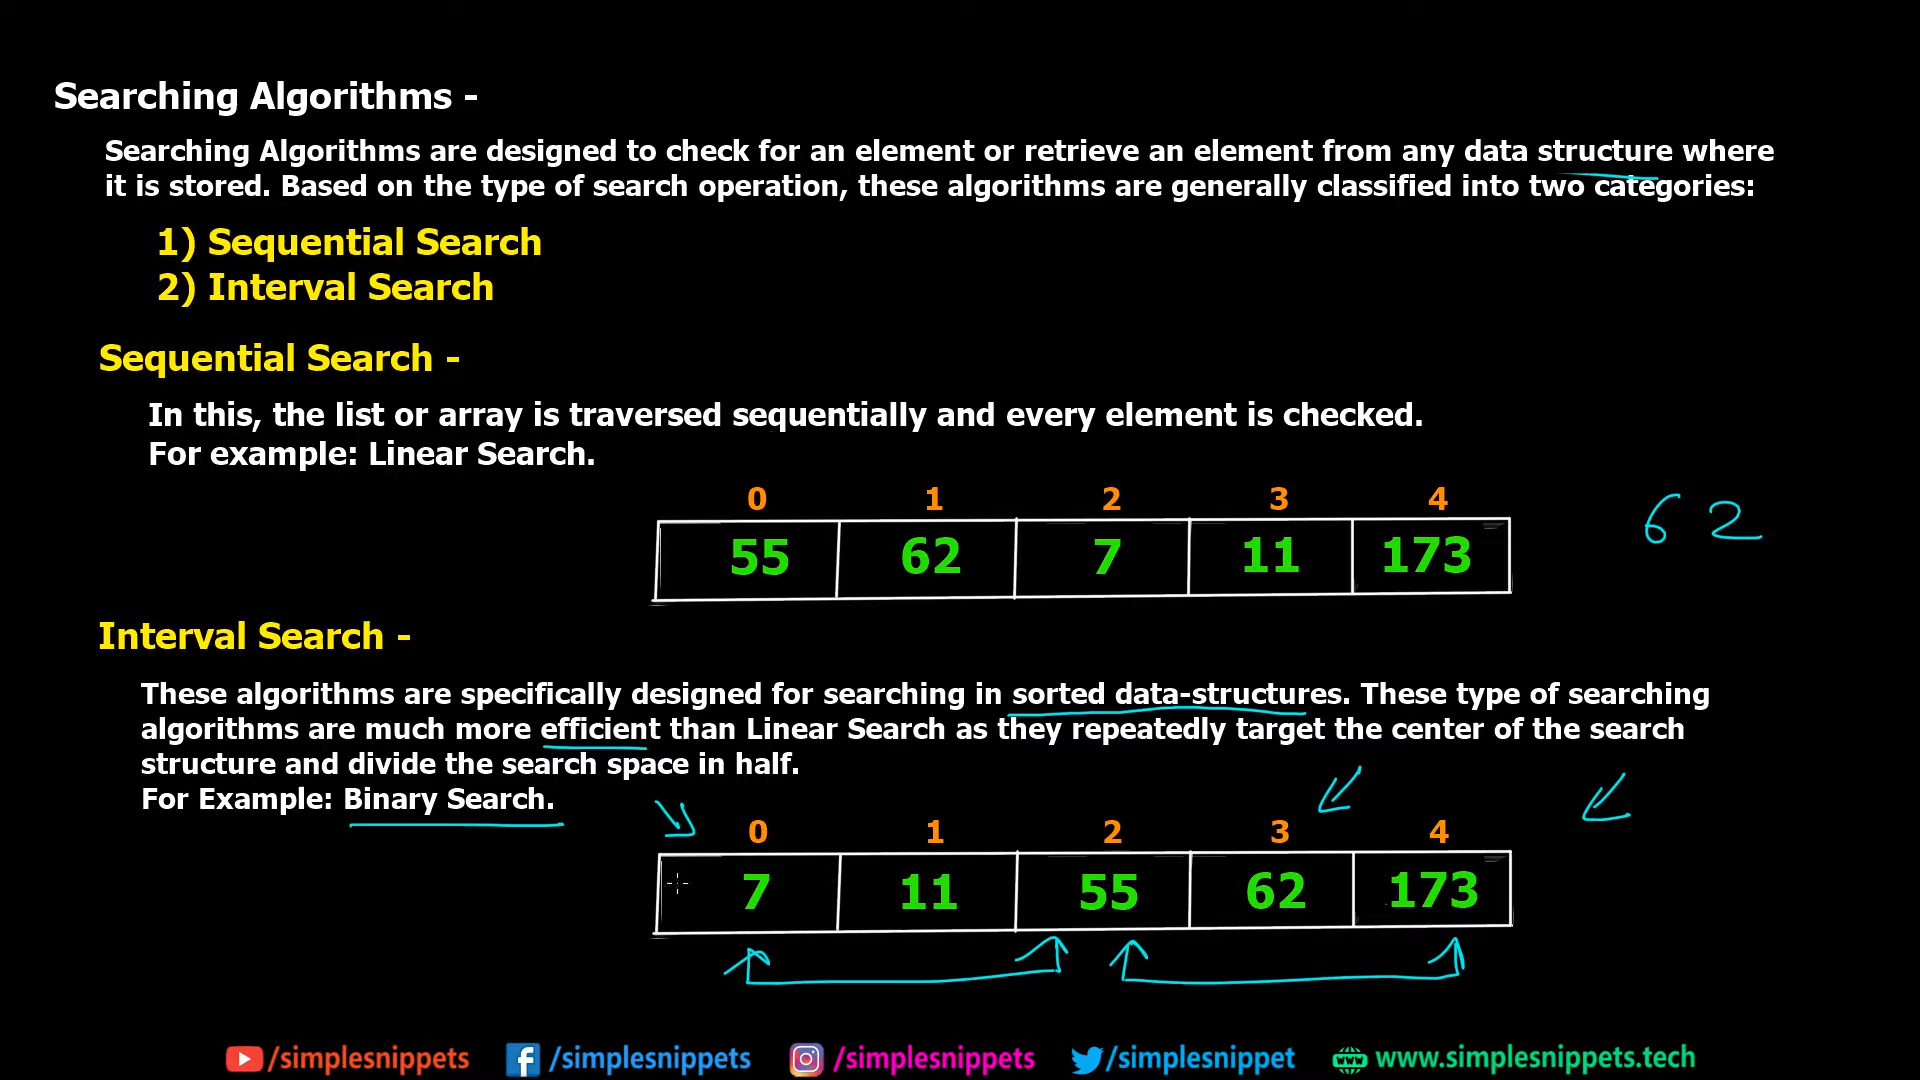 Searching Algorithms -
Searching Algorithms are designed to check for an element or retrieve an element from any data structure where
it is stored. Based on the type of search operation, these algorithms are generally classified into two categories:
1) Sequential Search
2) Interval Search
Sequential Search -
In this, the list or array is traversed sequentially and every element is checked.
For example: Linear Search.
0 1 2 3 4
55 62 7 11 173
62
Interval Search -
These algorithms are specifically designed for searching in sorted data-structures. These type of searching
algorithms are much more efficient than Linear Search as they repeatedly target the center of the search
structure and divide the search space in half.
For Example: Binary Search.
0 1 2 3 4
7 11 55 62 173
/simplesnippets /simplesnippets /simplesnippets /simplesnippet www.simplesnippets.tech